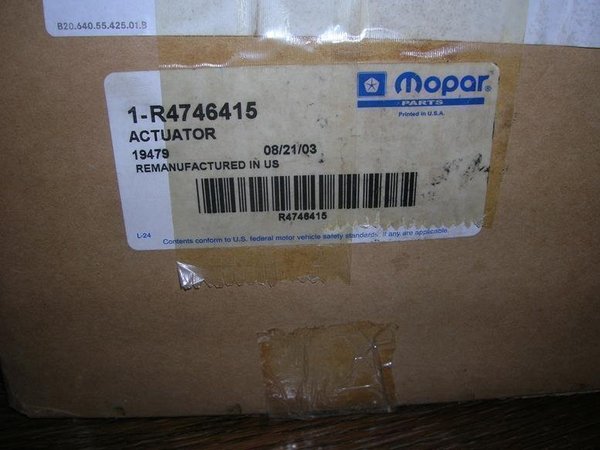 B20.640.55.425.01.B
Mopar®
PARTS
Printed in U.S.A.
1-R4746415
ACTUATOR
19479 08/21/03
REMANUFACTURED IN US
R4746415
L-24
Contents conform to U.S. federal motor vehicle safety standards, if any are applicable.